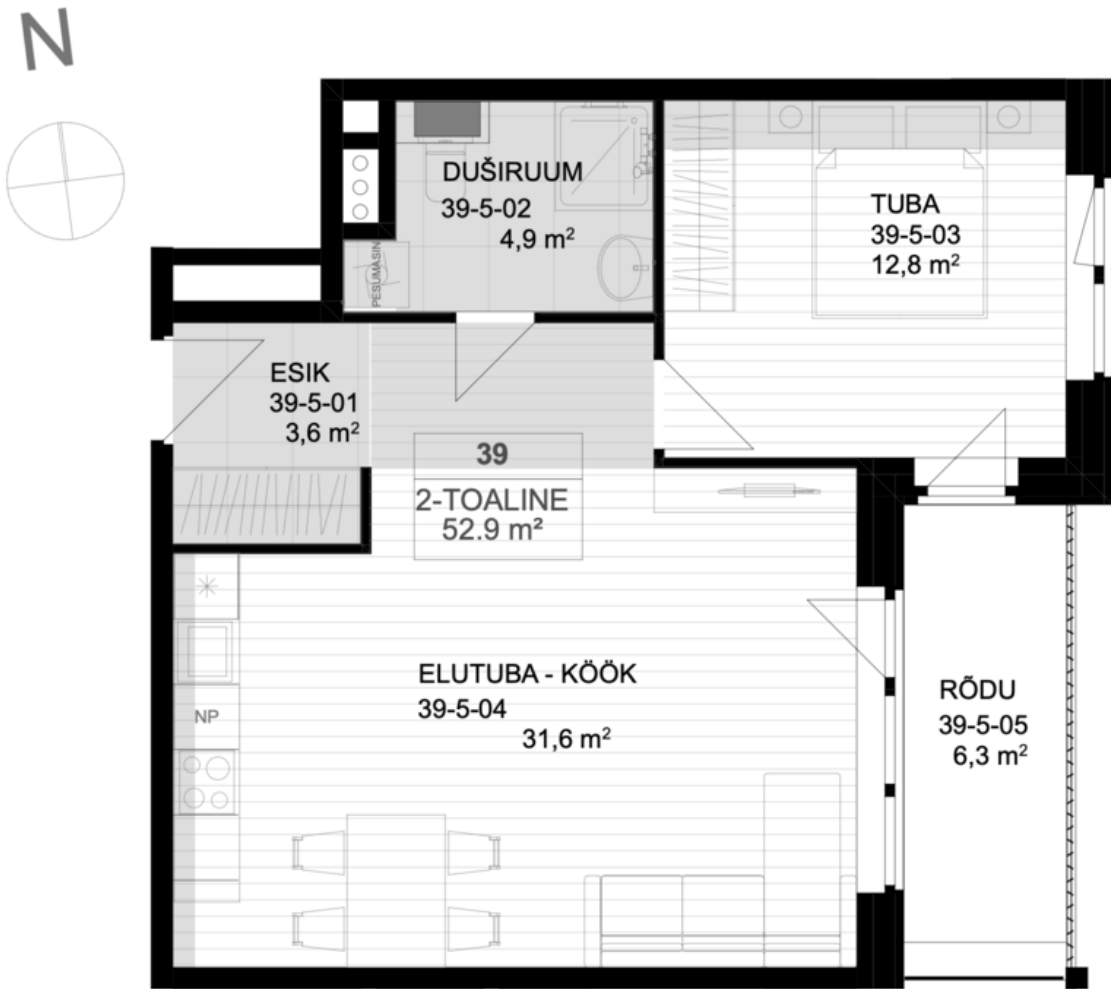 N
DUŠIRUUM
39-5-02
4,9 m²
TUBA
39-5-03
12,8 m²
PESUMASIN
ESIK
39-5-01
3,6 m²
39
2-TOALINE
52.9 m²
ELUTUBA - KÖÖK
39-5-04
31,6 m²
NP
RÕDU
39-5-05
6,3 m²